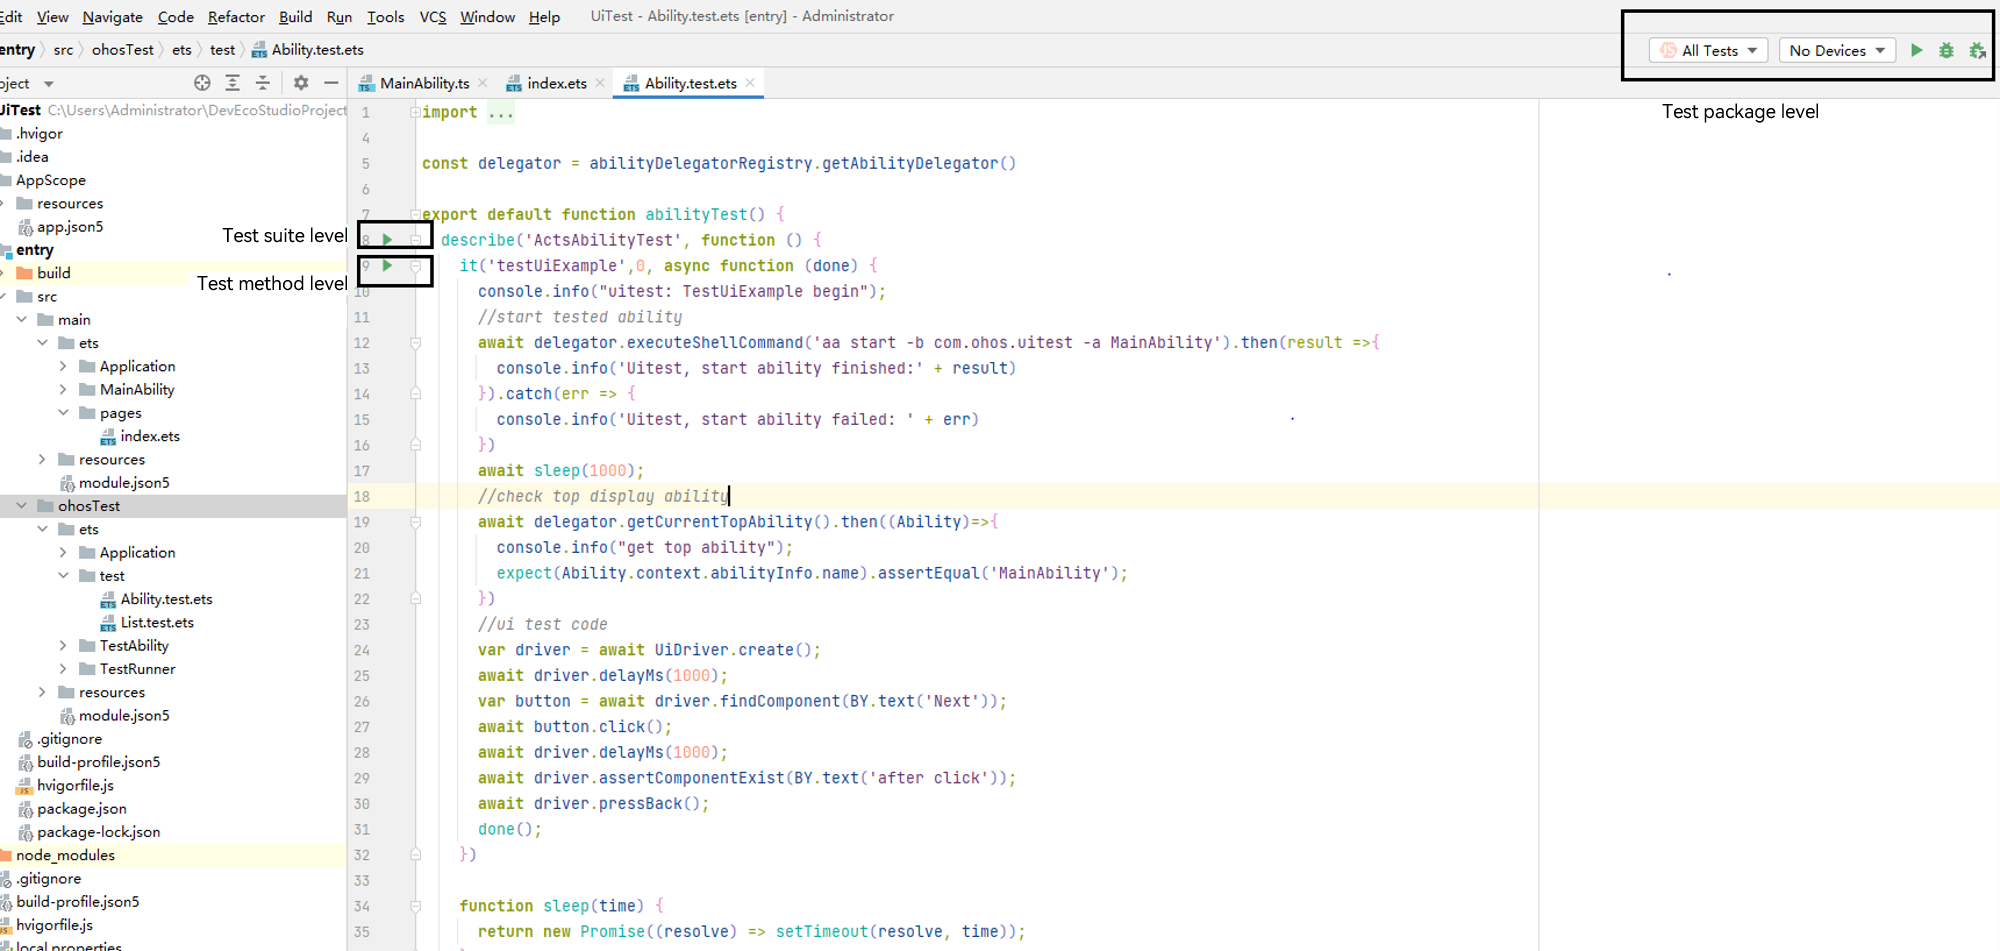 Edit View Navigate Code Refactor Build Run Tools VCS Window Help UiTest - Ability.test.ets [entry] - Administrator
entry src ohosTest ets test Ability.test.ets
All Tests No Devices
Test package level
oject
MainAbility.ts index.ets Ability.test.ets
UiTest C:\Users\Administrator\DevEcoStudioProject
.hvigor
.idea
AppScope
resources
app.json5
entry
build
src
main
ets
Application
MainAbility
pages
index.ets
resources
module.json5
ohosTest
ets
Application
test
Ability.test.ets
List.test.ets
TestAbility
TestRunner
resources
module.json5
.gitignore
build-profile.json5
hvigorfile.js
package.json
package-lock.json
node_modules
.gitignore
build-profile.json5
hvigorfile.js
local.properties
Test suite level
Test method level
1 import ...
4
5 const delegator = abilityDelegatorRegistry.getAbilityDelegator()
6
7 export default function abilityTest() {
8 describe('ActsAbilityTest', function () {
9 it('testUiExample',0, async function (done) {
10 console.info("uitest: TestUiExample begin");
11 //start tested ability
12 await delegator.executeShellCommand('aa start -b com.ohos.uitest -a MainAbility').then(result =>{
13 console.info('Uitest, start ability finished:' + result)
14 }).catch(err => {
15 console.info('Uitest, start ability failed: ' + err)
16 })
17 await sleep(1000);
18 //check top display ability
19 await delegator.getCurrentTopAbility().then((Ability)=>{
20 console.info("get top ability");
21 expect(Ability.context.abilityInfo.name).assertEqual('MainAbility');
22 })
23 //ui test code
24 var driver = await UiDriver.create();
25 await driver.delayMs(1000);
26 var button = await driver.findComponent(BY.text('Next'));
27 await button.click();
28 await driver.delayMs(1000);
29 await driver.assertComponentExist(BY.text('after click'));
30 await driver.pressBack();
31 done();
32 })
33
34 function sleep(time) {
35 return new Promise((resolve) => setTimeout(resolve, time));